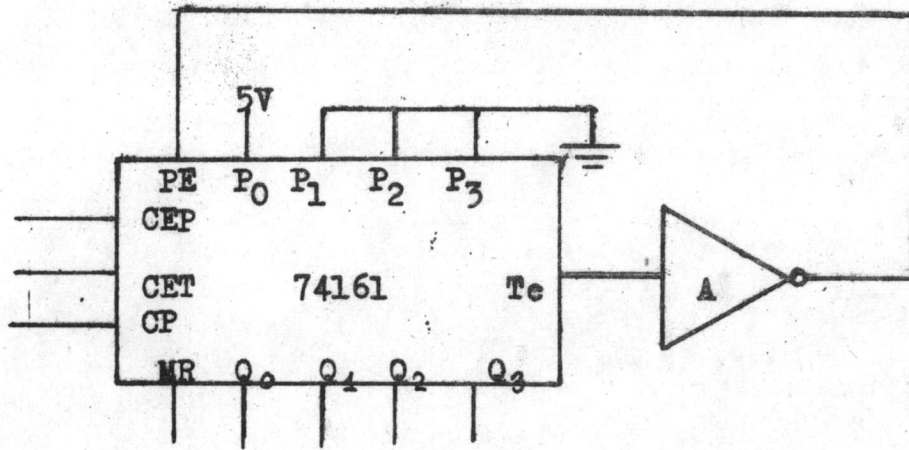 5V
PE P0 P1 P2 P3
CEP
CET 74161 Tc A
CP
MR Q0 Q1 Q2 Q3